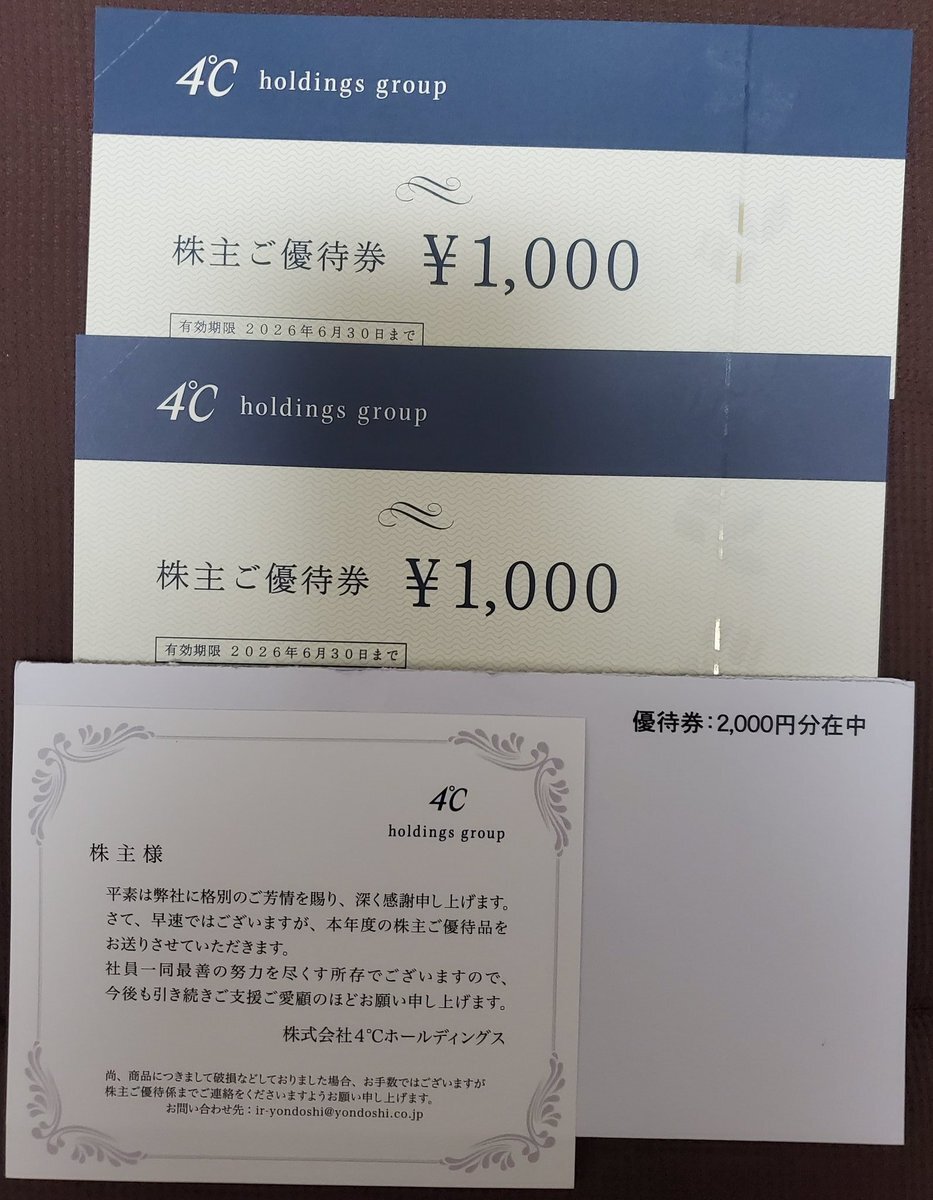 4℃ holdings group
株主ご優待券 ¥1,000
有効期限 2026年6月30日まで
4℃ holdings group
株主ご優待券 ¥1,000
有効期限 2026年6月30日まで
優待券:2,000円分在中
4℃
holdings group
株主様
平素は弊社に格別のご芳情を賜り、深く感謝申し上げます。
さて、早速ではございますが、本年度の株主ご優待品を
お送りさせていただきます。
社員一同最善の努力を尽くす所存でございますので、
今後も引き続きご支援ご愛顧のほどお願い申し上げます。
株式会社4℃ホールディングス
尚、商品につきまして破損などしておりました場合、お手数ではございますが
株主ご優待係までご連絡をくださいますようお願い申し上げます。
お問い合わせ先:ir-yondoshi@yondoshi.co.jp